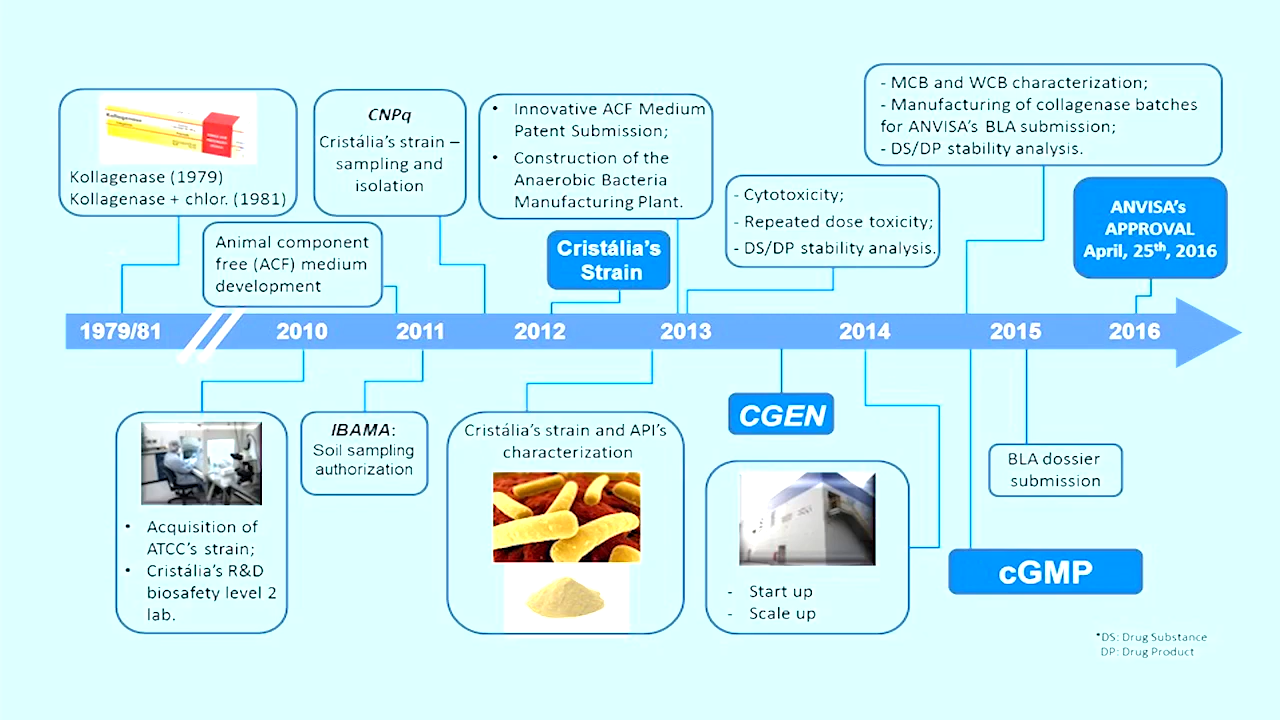 Kollagenase
Kollagenase (1979)
Kollagenase + chlor. (1981)
CNPq
Cristália’s strain –
sampling and
isolation
• Innovative ACF Medium
Patent Submission;
• Construction of the
Anaerobic Bacteria
Manufacturing Plant.
- MCB and WCB characterization;
- Manufacturing of collagenase batches
for ANVISA’s BLA submission;
- DS/DP stability analysis.
- Cytotoxicity;
- Repeated dose toxicity;
- DS/DP stability analysis.
ANVISA’s
APPROVAL
April, 25th, 2016
Animal component
free (ACF) medium
development
Cristália’s
Strain
1979/81
2010
2011
2012
2013
2014
2015
2016
• Acquisition of
ATCC’s strain;
• Cristália’s R&D
biosafety level 2
lab.
IBAMA:
Soil sampling
authorization
Cristália’s strain and API’s
characterization
CGEN
- Start up
- Scale up
BLA dossier
submission
cGMP
*DS: Drug Substance
DP: Drug Product